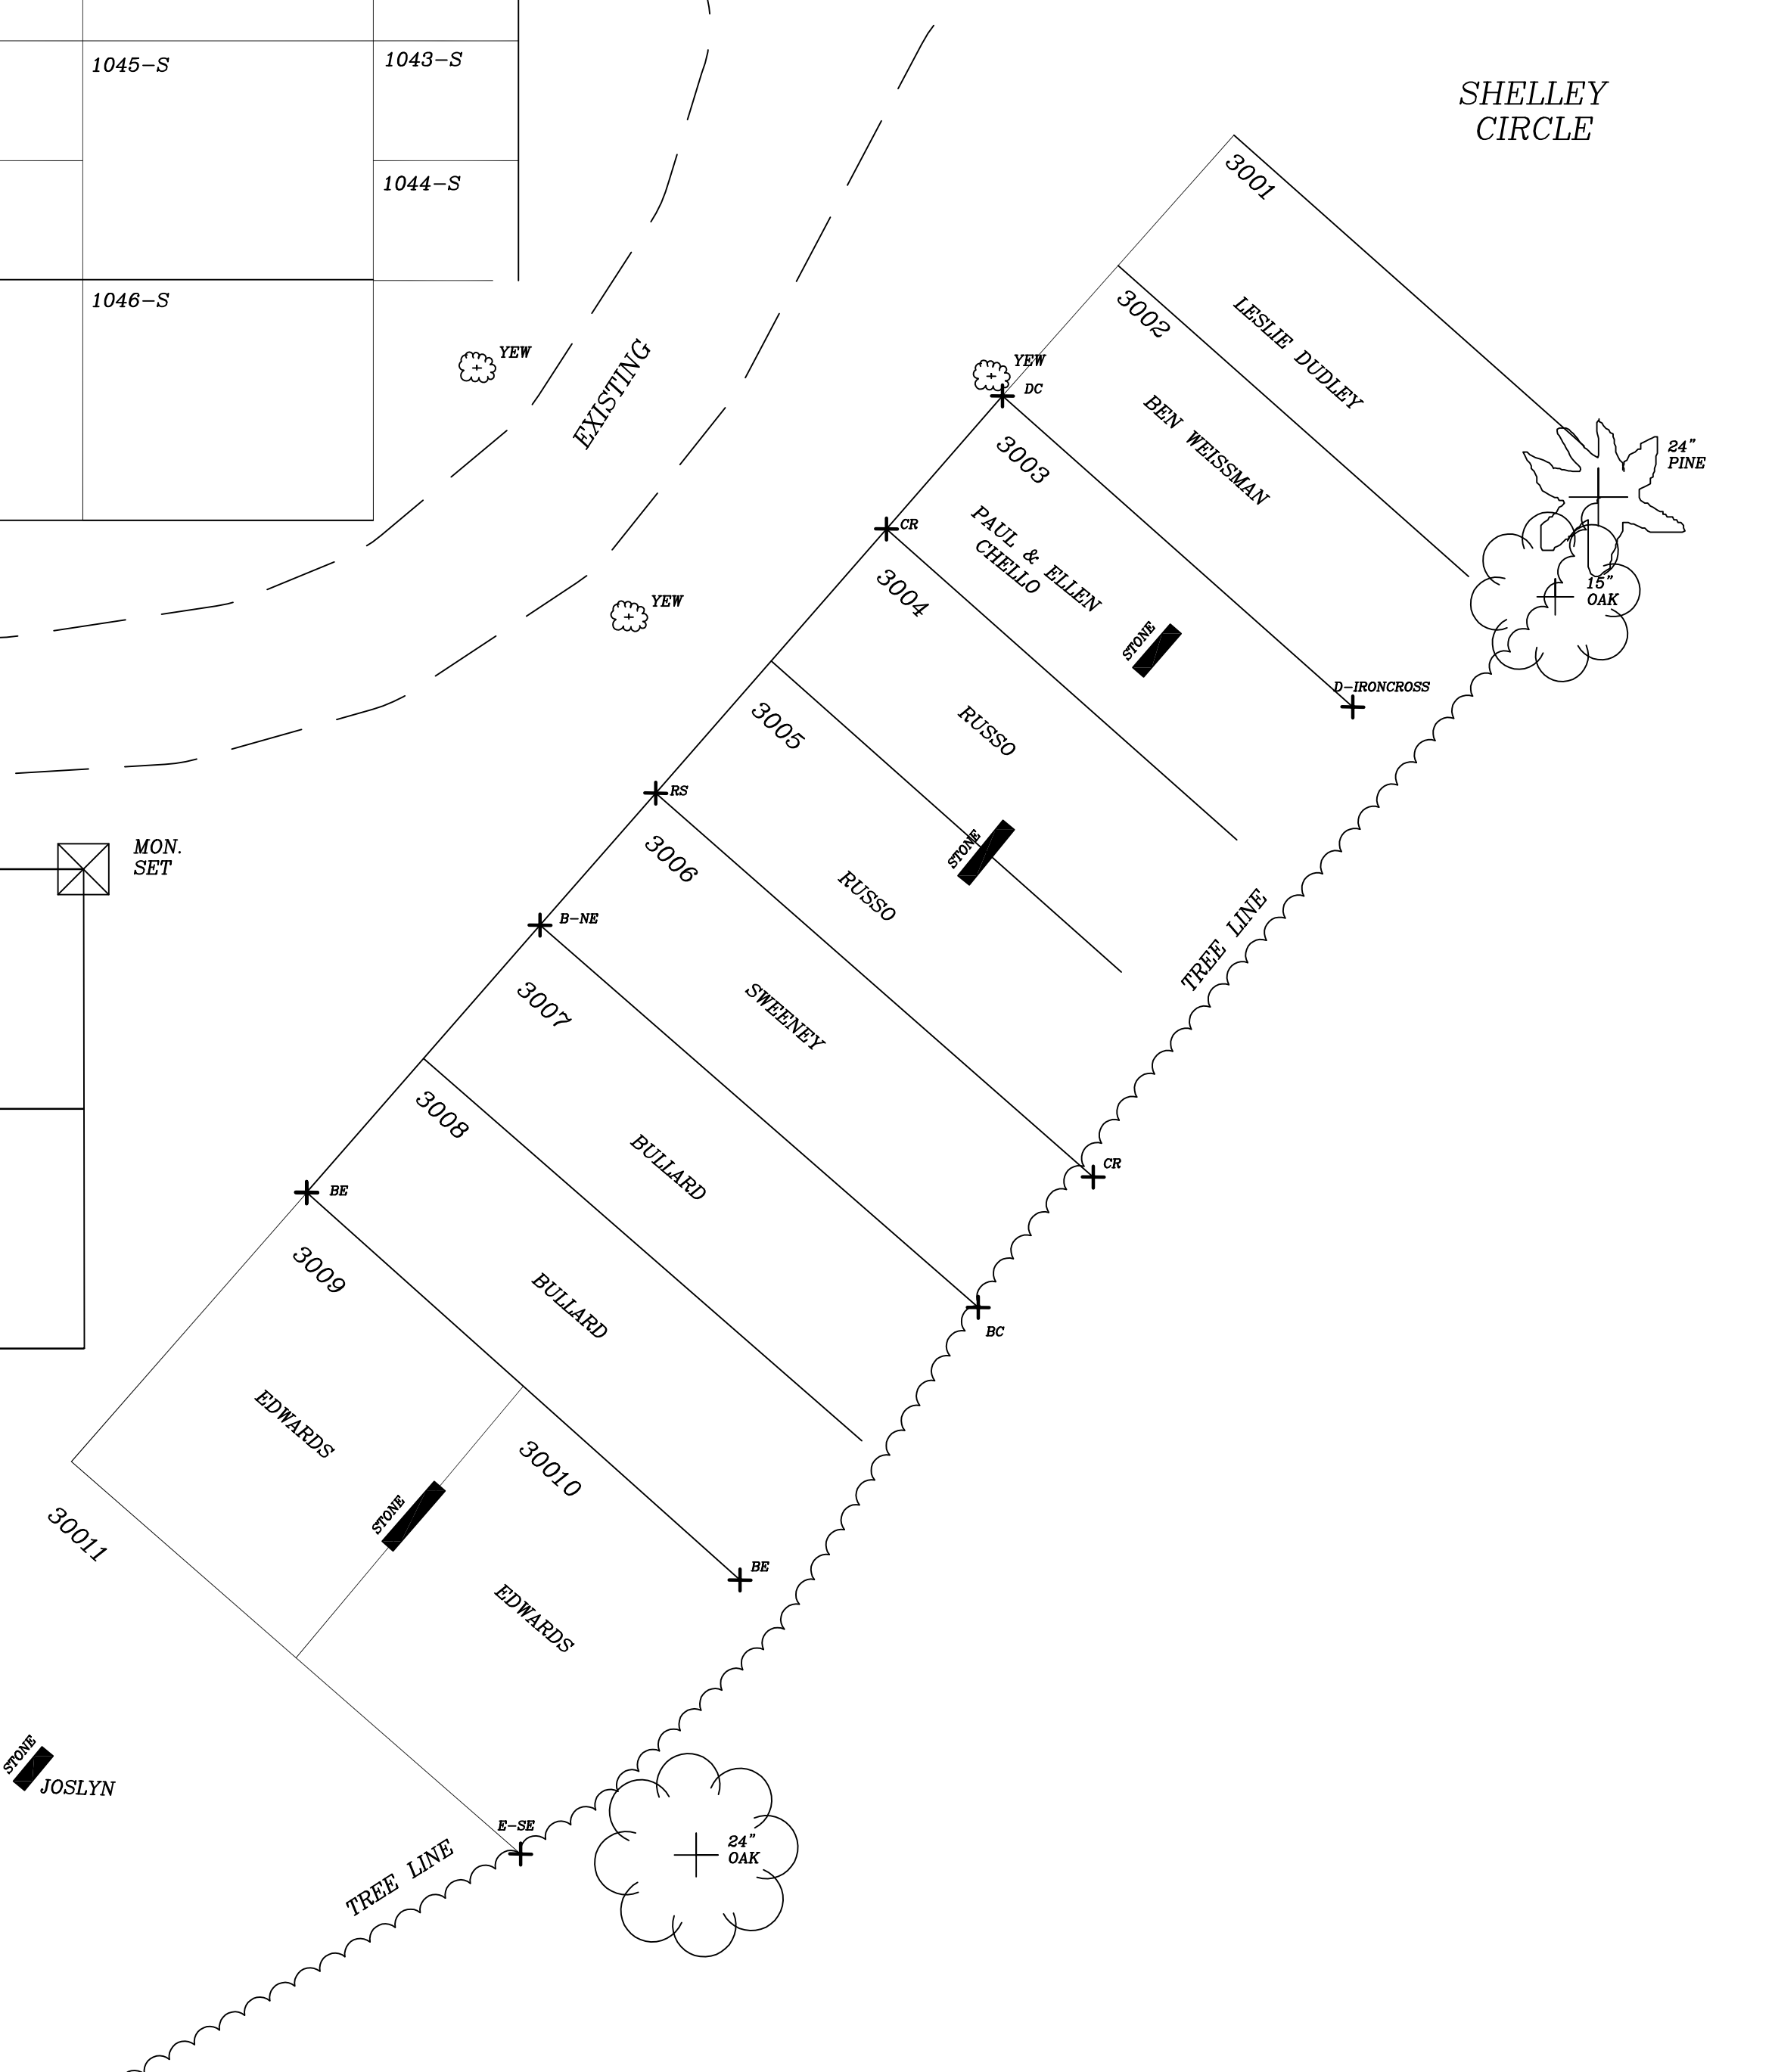 1045-S
1043-S
SHELLEY
CIRCLE
3001
1044-S
1046-S
3002
LESLIE DUDLEY
YEW
EXISTING
YEW
DC
BEN WEISSMAN
24"
PINE
3003
CR
PAUL & ELLEN
CHELLO
3004
15"
OAK
YEW
STONE
D-IRONCROSS
3005
RUSSO
RS
MON.
SET
3006
RUSSO
STONE
TREE LINE
B-NE
3007
SWEENEY
3008
BULLARD
CR
BE
3009
BULLARD
BC
EDWARDS
30010
STONE
30011
BE
EDWARDS
STONE
JOSLYN
E-SE
24"
OAK
TREE LINE